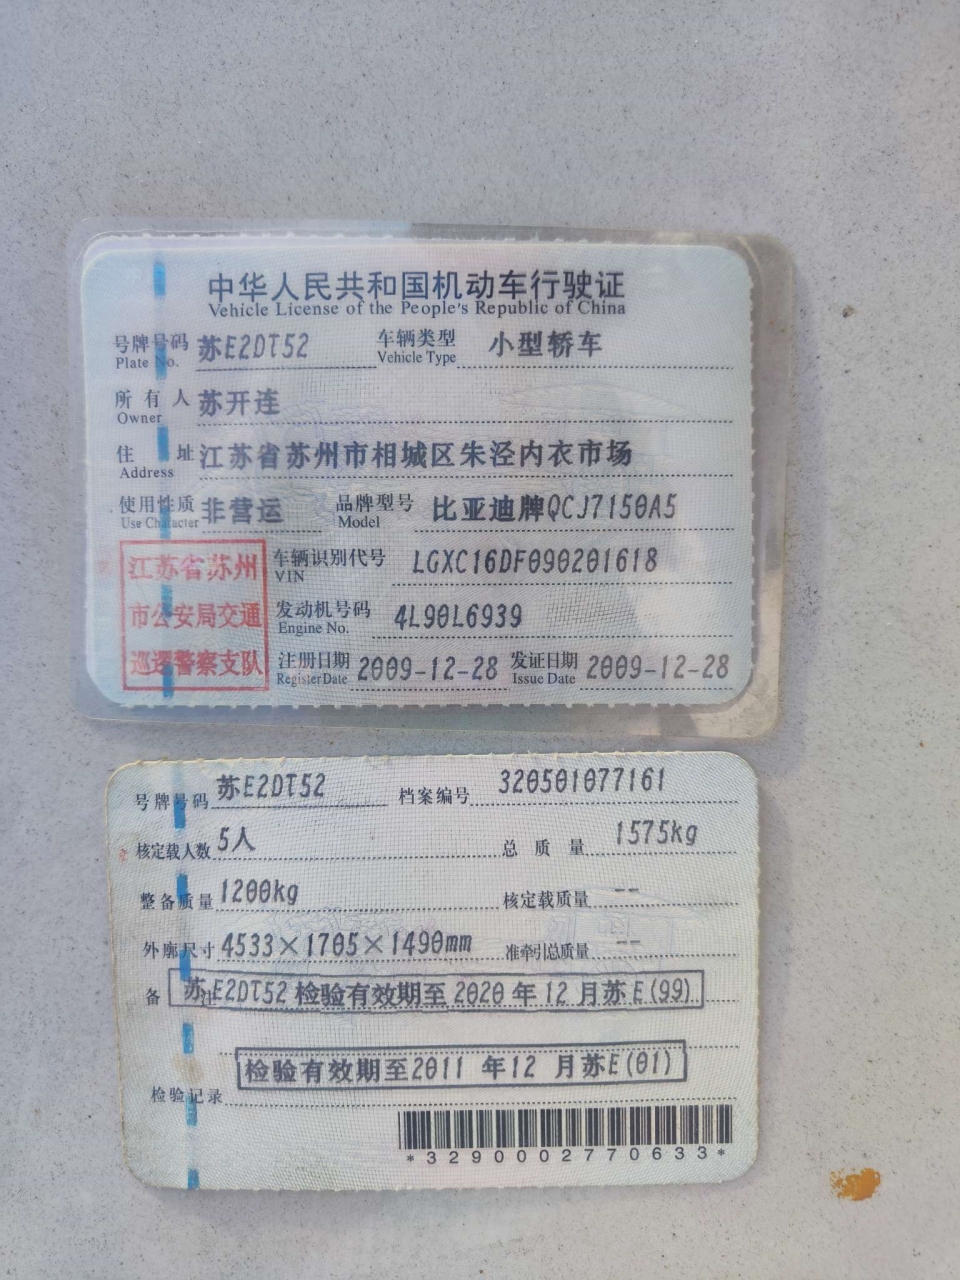 中华人民共和国机动车行驶证
Vehicle License of the People's Republic of China
号牌号码 苏E2DT52 车辆类型 小型轿车
Plate No. Vehicle Type
所有人 苏开连
Owner
住址 江苏省苏州市相城区朱泾内衣市场
Address
使用性质 非营运 品牌型号 比亚迪牌QCJ7150A5
Use Character Model
江苏省苏州
市公安局交通
巡逻警察支队
车辆识别代号 LGXC16DF090201618
VIN
发动机号码 4L90L6939
Engine No.
注册日期 2009-12-28 发证日期 2009-12-28
Register Date Issue Date
号牌号码 苏E2DT52 档案编号 320501077161
核定载人数 5人 总质量 1575kg
整备质量 1200kg 核定载质量 --
外廓尺寸 4533×1705×1490mm 准牵引总质量 --
备注 苏E2DT52 检验有效期至 2020 年 12 月苏E(99)
检验有效期至2011 年12 月苏E(01)
检验记录
*3290002770633*